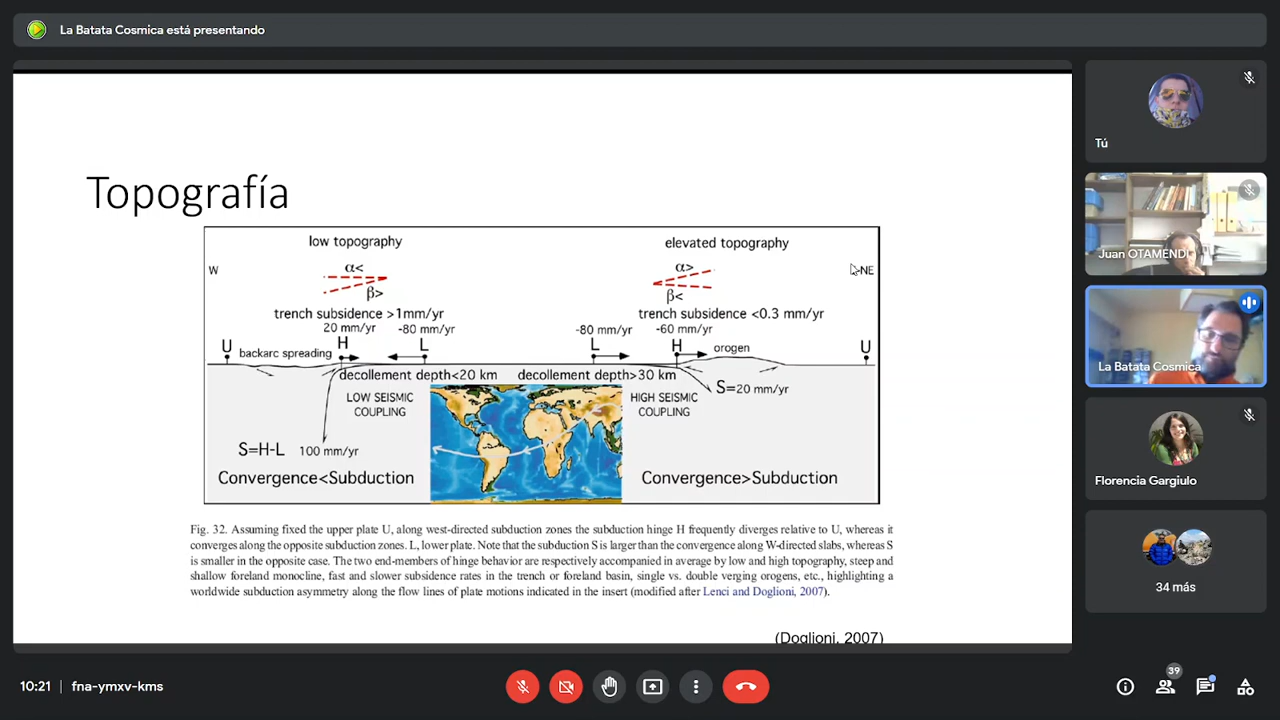 La Batata Cosmica está presentando
Topografía
low topography
elevated topography
W
α<
α>
NE
β>
β<
trench subsidence >1mm/yr
trench subsidence <0.3 mm/yr
20 mm/yr
-80 mm/yr
-80 mm/yr
-60 mm/yr
U
backarc spreading
H
L
L
H
orogen
U
decollement depth<20 km
decollement depth>30 km
S=20 mm/yr
LOW SEISMIC
COUPLING
HIGH SEISMIC
COUPLING
S=H-L
100 mm/yr
Convergence<Subduction
Convergence>Subduction
Fig. 32. Assuming fixed the upper plate U, along west-directed subduction zones the subduction hinge H frequently diverges relative to U, whereas it
converges along the opposite subduction zones. L, lower plate. Note that the subduction S is larger than the convergence along W-directed slabs, whereas S
is smaller in the opposite case. The two end-members of hinge behavior are respectively accompanied in average by low and high topography, steep and
shallow foreland monocline, fast and slower subsidence rates in the trench or foreland basin, single vs. double verging orogens, etc., highlighting a
worldwide subduction asymmetry along the flow lines of plate motions indicated in the insert (modified after Lenci and Doglioni, 2007).
(Doglioni, 2007)
Tú
Juan OTAMENDI
La Batata Cosmica
Florencia Gargiulo
34 más
10:21 | fna-ymxv-kms
39